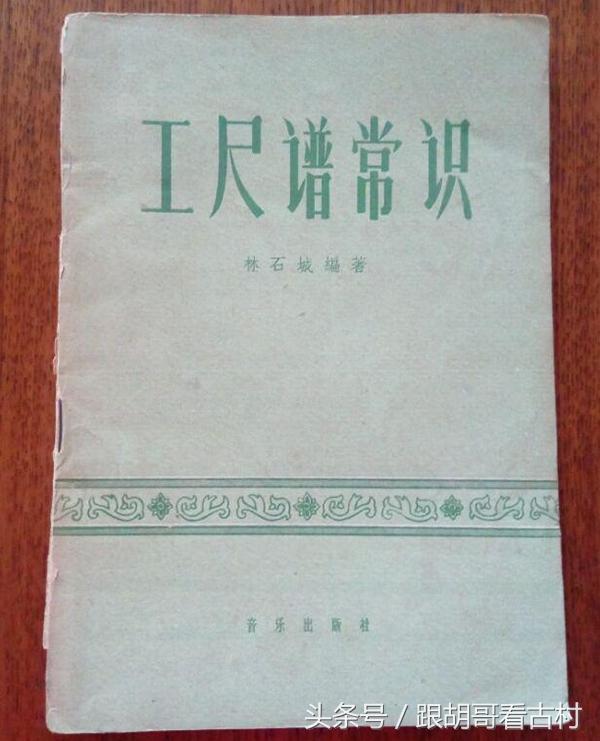 工尺谱常识
林石城編著
音乐出版社
头条号／跟胡哥看古村